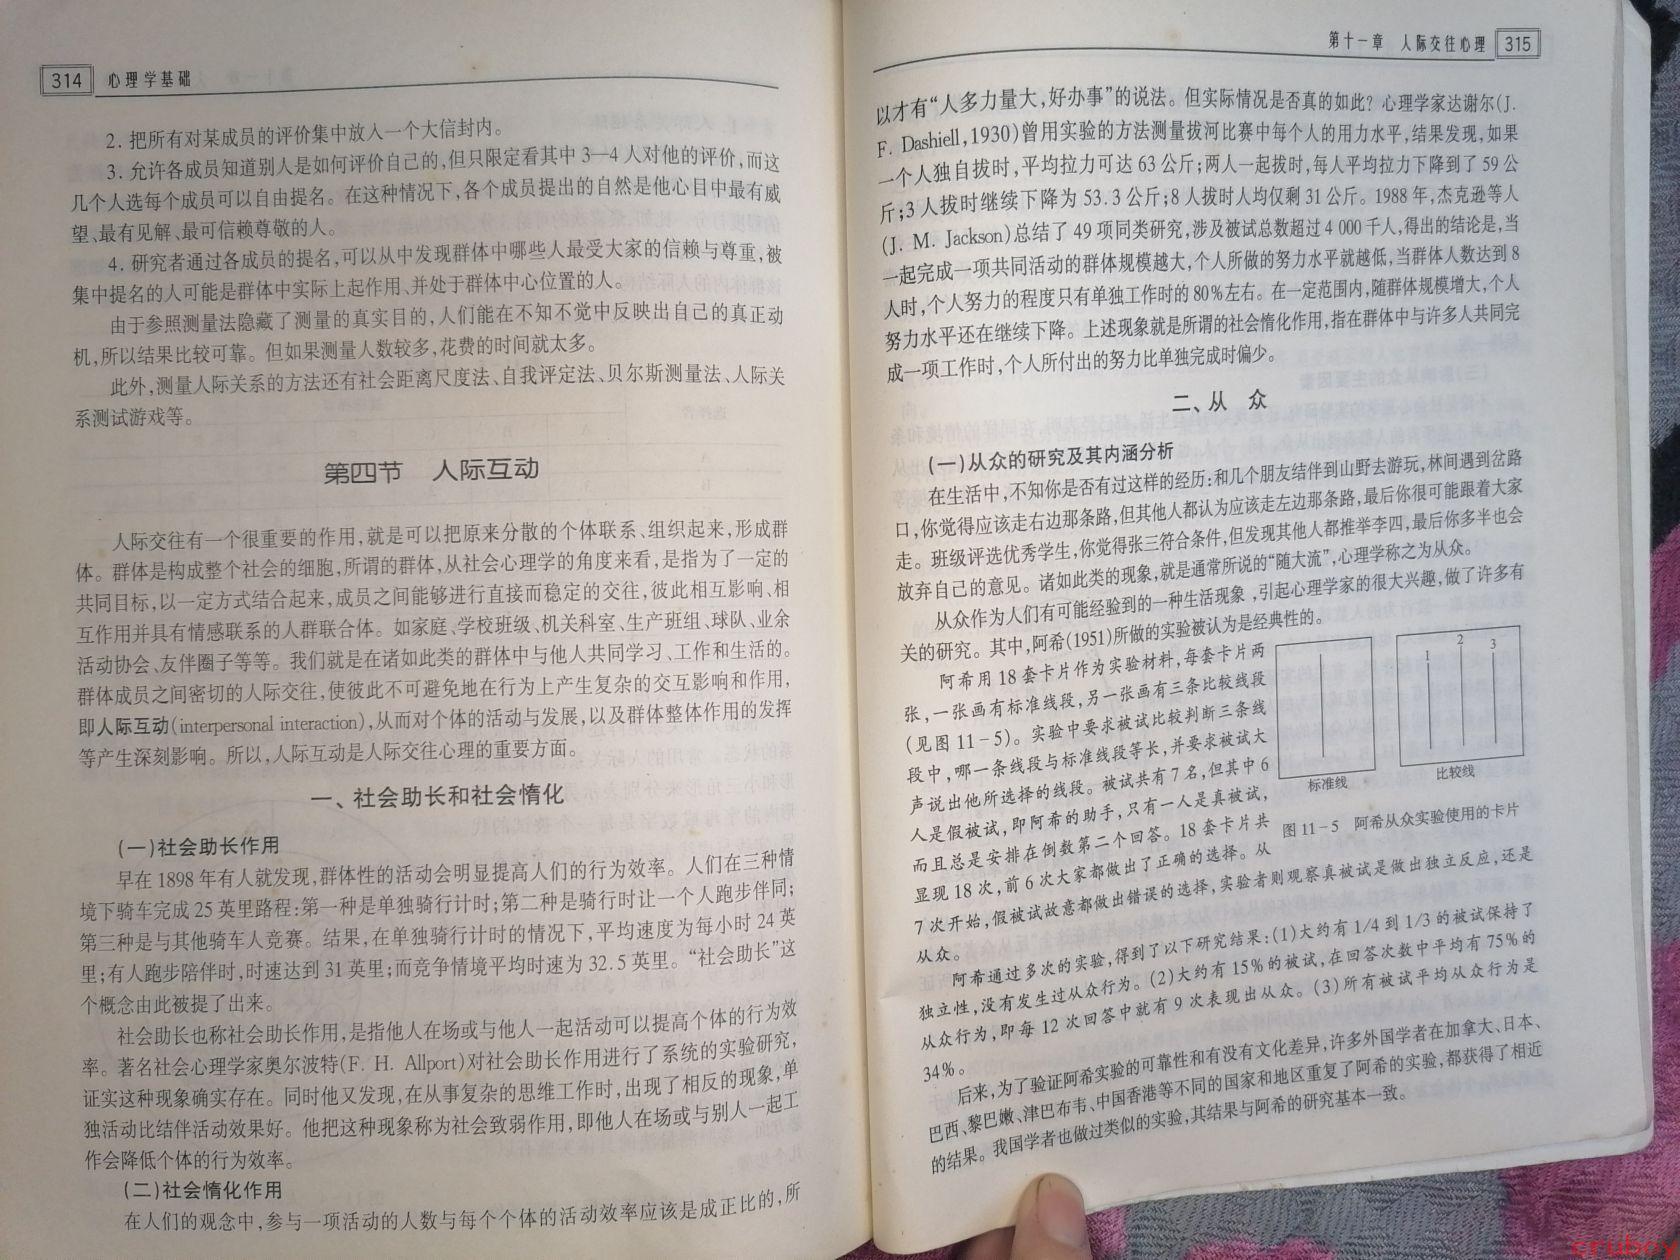 314 心理学基础
2. 把所有对某成员的评价集中放入一个大信封内。
3. 允许各成员知道别人是如何评价自己的,但只限定看其中 3—4 人对他的评价,而这
几个人选每个成员可以自由提名。在这种情况下,各个成员提出的自然是他心目中最有威
望、最有见解、最可信赖尊敬的人。
4. 研究者通过各成员的提名,可以从中发现群体中哪些人最受大家的信赖与尊重,被
集中提名的人可能是群体中实际上起作用、并处于群体中心位置的人。
由于参照测量法隐藏了测量的真实目的,人们能在不知不觉中反映出自己的真正动
机,所以结果比较可靠。但如果测量人数较多,花费的时间就太多。
此外,测量人际关系的方法还有社会距离尺度法、自我评定法、贝尔斯测量法、人际关
系测试游戏等。
第四节 人际互动
人际交往有一个很重要的作用,就是可以把原来分散的个体联系、组织起来,形成群
体。群体是构成整个社会的细胞,所谓的群体,从社会心理学的角度来看,是指为了一定的
共同目标,以一定方式结合起来,成员之间能够进行直接而稳定的交往,彼此相互影响、相
互作用并具有情感联系的人群联合体。如家庭、学校班级、机关科室、生产班组、球队、业余
活动协会、友伴圈子等等。我们就是在诸如此类的群体中与他人共同学习、工作和生活的。
群体成员之间密切的人际交往,使彼此不可避免地在行为上产生复杂的交互影响和作用,
即人际互动(interpersonal interaction),从而对个体的活动与发展,以及群体整体作用的发挥
等产生深刻影响。所以,人际互动是人际交往心理的重要方面。
一、社会助长和社会惰化
(一)社会助长作用
早在 1898 年有人就发现,群体性的活动会明显提高人们的行为效率。人们在三种情
境下骑车完成 25 英里路程:第一种是单独骑行计时;第二种是骑行时让一个人跑步伴同;
第三种是与其他骑车人竞赛。结果,在单独骑行计时的情况下,平均速度为每小时 24 英
里;有人跑步陪伴时,时速达到 31 英里;而竞争情境平均时速为 32.5 英里。“社会助长”这
个概念由此被提了出来。
社会助长也称社会助长作用,是指他人在场或与他人一起活动可以提高个体的行为效
率。著名社会心理学家奥尔波特(F. H. Allport)对社会助长作用进行了系统的实验研究,
证实这种现象确实存在。同时他又发现,在从事复杂的思维工作时,出现了相反的现象,单
独活动比结伴活动效果好。他把这种现象称为社会致弱作用,即他人在场或与别人一起工
作会降低个体的行为效率。
(二)社会惰化作用
在人们的观念中,参与一项活动的人数与每个个体的活动效率应该是成正比的,所
第十一章 人际交往心理 315
以才有“人多力量大,好办事”的说法。但实际情况是否真的如此？心理学家达谢尔(J.
F. Dashiell,1930)曾用实验的方法测量拔河比赛中每个人的用力水平,结果发现,如果
一个人独自拔时,平均拉力可达 63 公斤;两人一起拔时,每人平均拉力下降到了 59 公
斤;3 人拔时继续下降为 53.3 公斤;8 人拔时人均仅剩 31 公斤。1988 年,杰克逊等人
(J. M. Jackson)总结了 49 项同类研究,涉及被试总数超过 4 000 千人,得出的结论是,当
一起完成一项共同活动的群体规模越大,个人所做的努力水平就越低,当群体人数达到 8
人时,个人努力的程度只有单独工作时的 80%左右。在一定范围内,随群体规模增大,个人
努力水平还在继续下降。上述现象就是所谓的社会惰化作用,指在群体中与许多人共同完
成一项工作时,个人所付出的努力比单独完成时偏少。
二、从 众
(一)从众的研究及其内涵分析
在生活中,不知你是否有过这样的经历:和几个朋友结伴到山野去游玩,林间遇到岔路
口,你觉得应该走右边那条路,但其他人都认为应该走左边那条路,最后你很可能跟着大家
走。班级评选优秀学生,你觉得张三符合条件,但发现其他人都推举李四,最后你多半也会
放弃自己的意见。诸如此类的现象,就是通常所说的“随大流”,心理学称之为从众。
从众作为人们有可能经验到的一种生活现象,引起心理学家的很大兴趣,做了许多有
关的研究。其中,阿希(1951)所做的实验被认为是经典性的。
阿希用 18 套卡片作为实验材料,每套卡片两
张,一张画有标准线段,另一张画有三条比较线段
(见图 11-5)。实验中要求被试比较判断三条线
段中,哪一条线段与标准线段等长,并要求被试大
声说出他所选择的线段。被试共有 7 名,但其中 6
人是假被试,即阿希的助手,只有一人是真被试,
而且总是安排在倒数第二个回答。18 套卡片共
显现 18 次,前 6 次大家都做出了正确的选择。从
7 次开始,假被试故意都做出错误的选择,实验者则观察真被试是做出独立反应,还是
从众。
1 2 3
标准线
比较线
图 11-5 阿希从众实验使用的卡片
阿希通过多次的实验,得到了以下研究结果:(1)大约有 1/4 到 1/3 的被试保持了
独立性,没有发生过从众行为。(2)大约有 15%的被试,在回答次数中平均有 75%的
从众行为,即每 12 次回答中就有 9 次表现出从众。(3)所有被试平均从众行为是
34%。
后来,为了验证阿希实验的可靠性和有没有文化差异,许多外国学者在加拿大、日本、
巴西、黎巴嫩、津巴布韦、中国香港等不同的国家和地区重复了阿希的实验,都获得了相近
的结果。我国学者也做过类似的实验,其结果与阿希的研究基本一致。